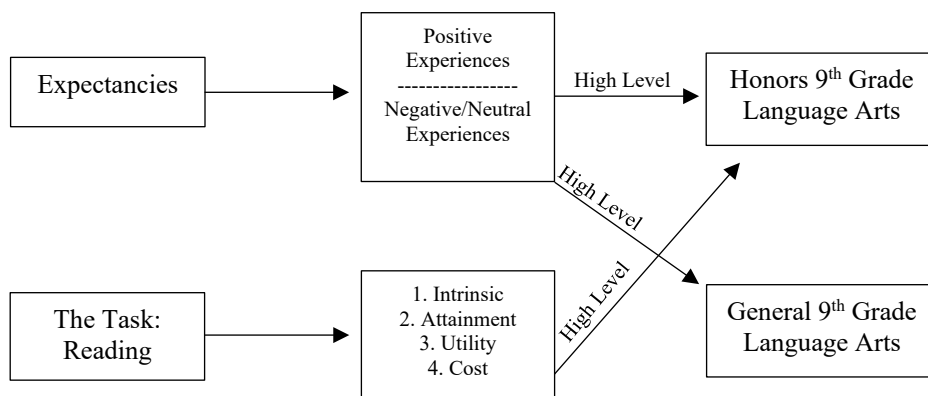 Expectancies
Positive
Experiences
-----------------
Negative/Neutral
Experiences
High Level
Honors 9th Grade
Language Arts
High Level
The Task:
Reading
1. Intrinsic
2. Attainment
3. Utility
4. Cost
High Level
General 9th Grade
Language Arts